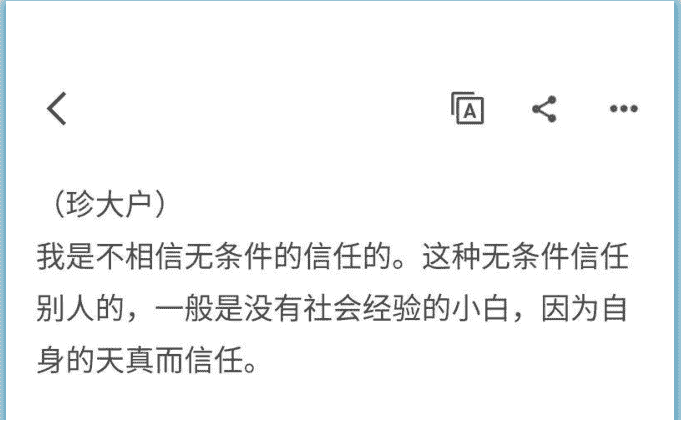 A
（珍大户）
我是不相信无条件的信任的。这种无条件信任
别人的，一般是没有社会经验的小白，因为自
身的天真而信任。